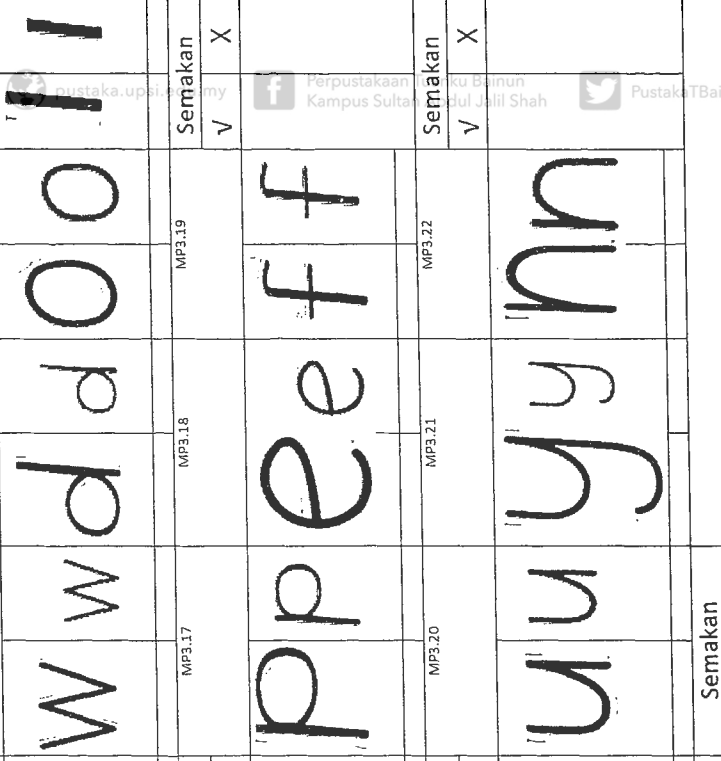 w w d d o o l l
MP3.17 MP3.18 MP3.19 Semakan
√ X
p p e e f f
MP3.20 MP3.21 MP3.22 Semakan
√ X
u u y y n n
Semakan
pustaka.upsi.edu.my
Perpustakaan Tuanku Bainun
Kampus Sultan Abdul Jalil Shah
PustakaTBai